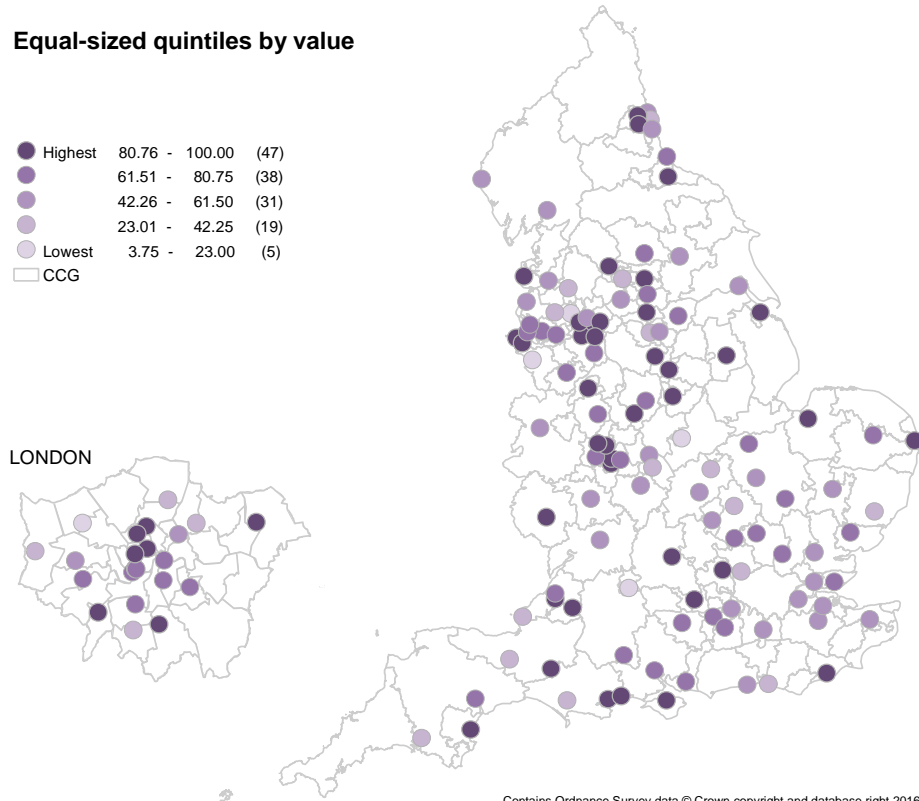 Equal-sized quintiles by value
Highest 80.76 - 100.00 (47)
61.51 - 80.75 (38)
42.26 - 61.50 (31)
23.01 - 42.25 (19)
Lowest 3.75 - 23.00 (5)
CCG
LONDON
Contains Ordnance Survey data © Crown copyright and database right 2016